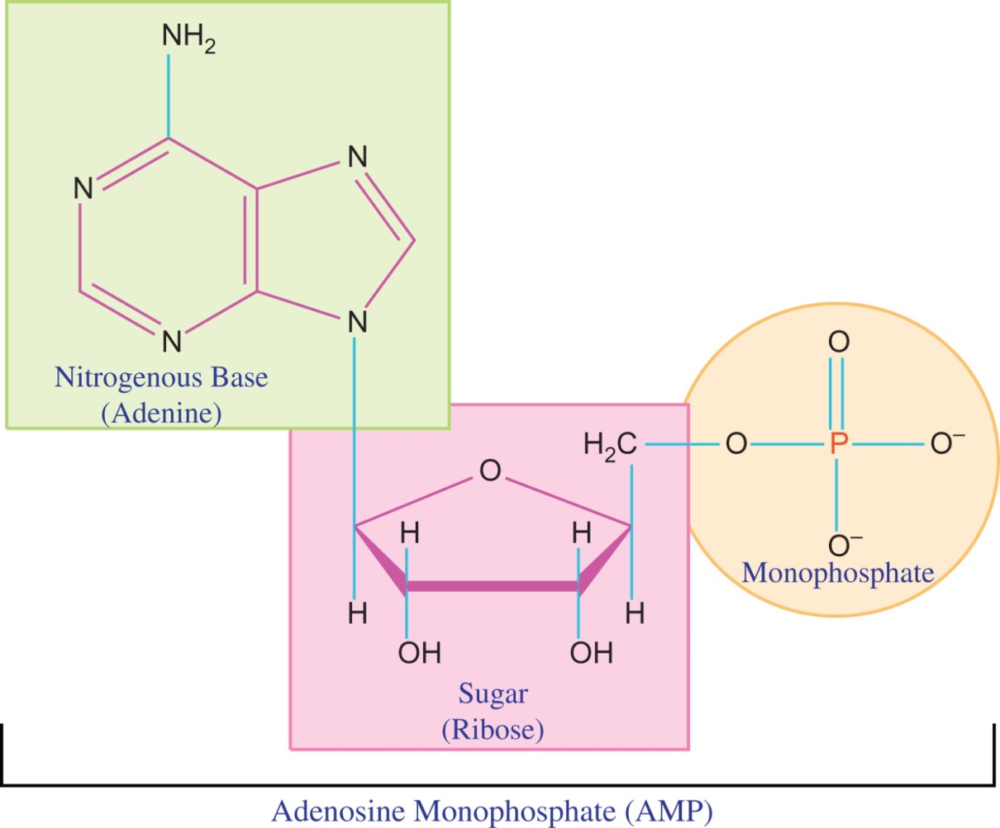 NH₂
N
N
N
N
Nitrogenous Base
(Adenine)
O
H₂C
O
P
O⁻
O⁻
Monophosphate
O
H
H
H
H
OH
OH
Sugar
(Ribose)
Adenosine Monophosphate (AMP)